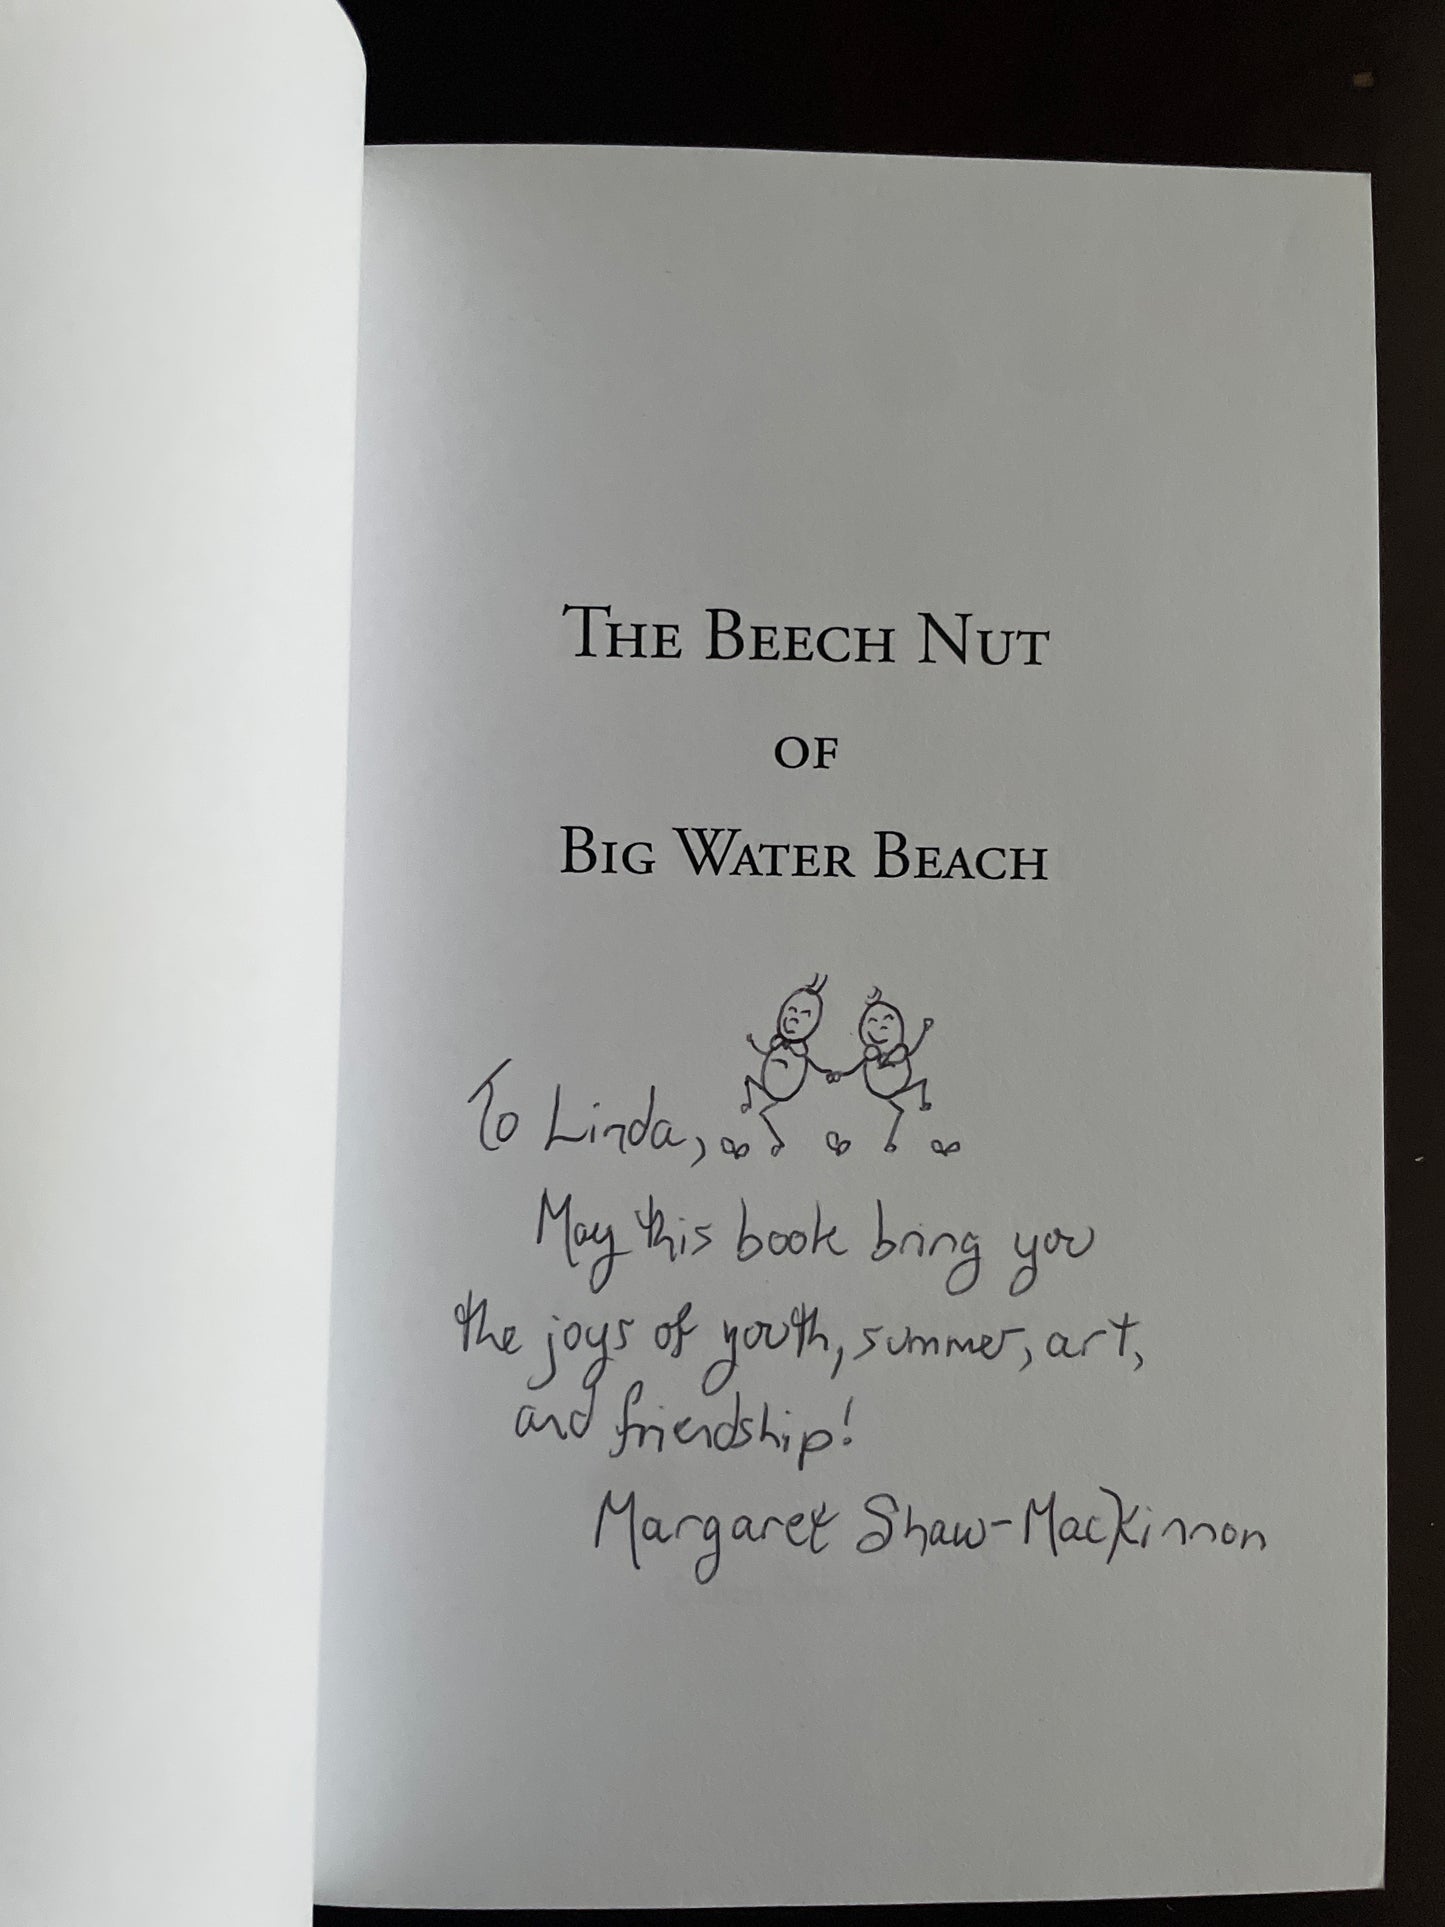 The Beech Nut
of
Big Water Beach
To Linda,
May this book bring you
the joys of youth, summer, art,
and friendship!
Margaret Shaw-MacKinnon